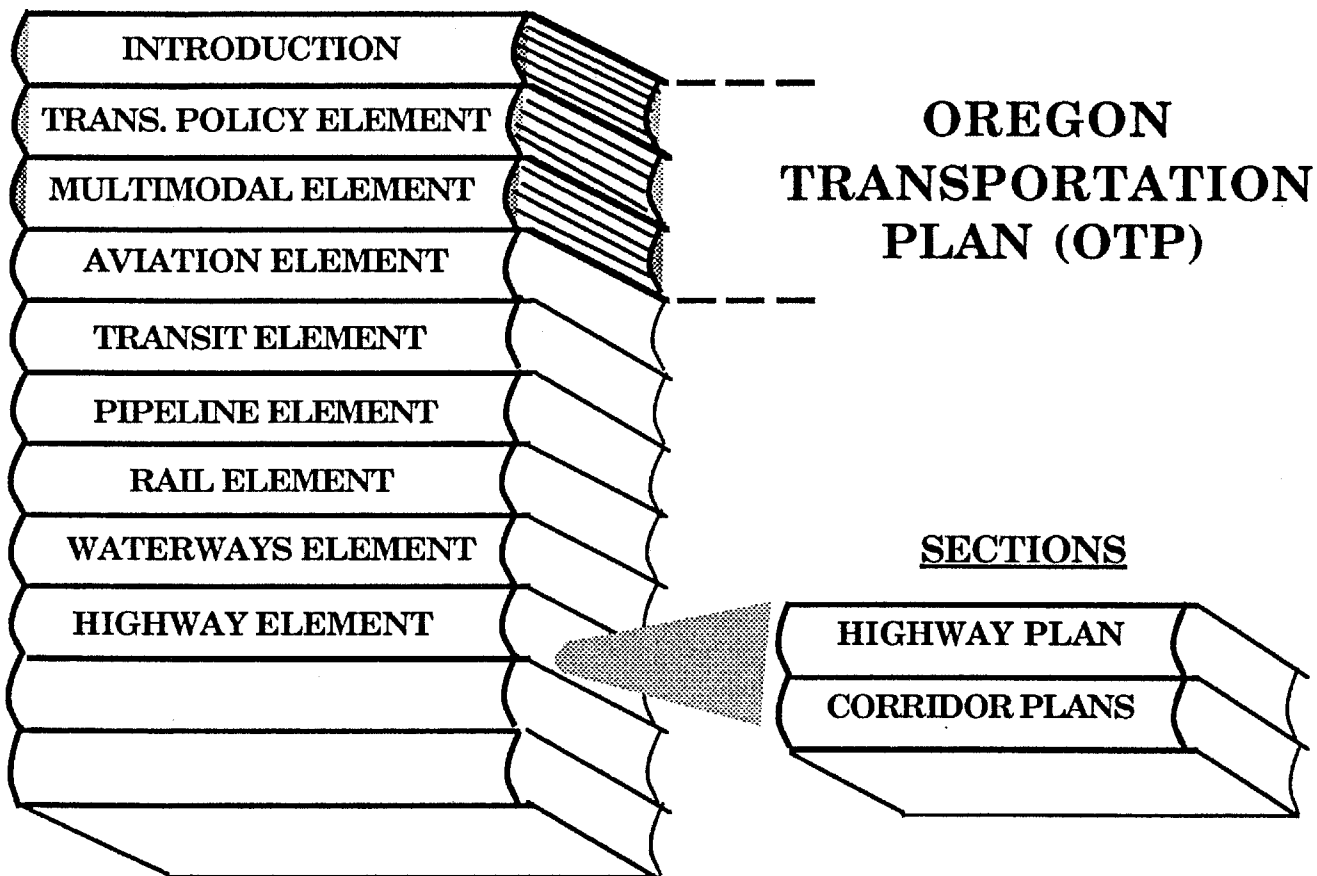 INTRODUCTION
TRANS. POLICY ELEMENT
MULTIMODAL ELEMENT
AVIATION ELEMENT
TRANSIT ELEMENT
PIPELINE ELEMENT
RAIL ELEMENT
WATERWAYS ELEMENT
HIGHWAY ELEMENT
OREGON
TRANSPORTATION
PLAN (OTP)
SECTIONS
HIGHWAY PLAN
CORRIDOR PLANS